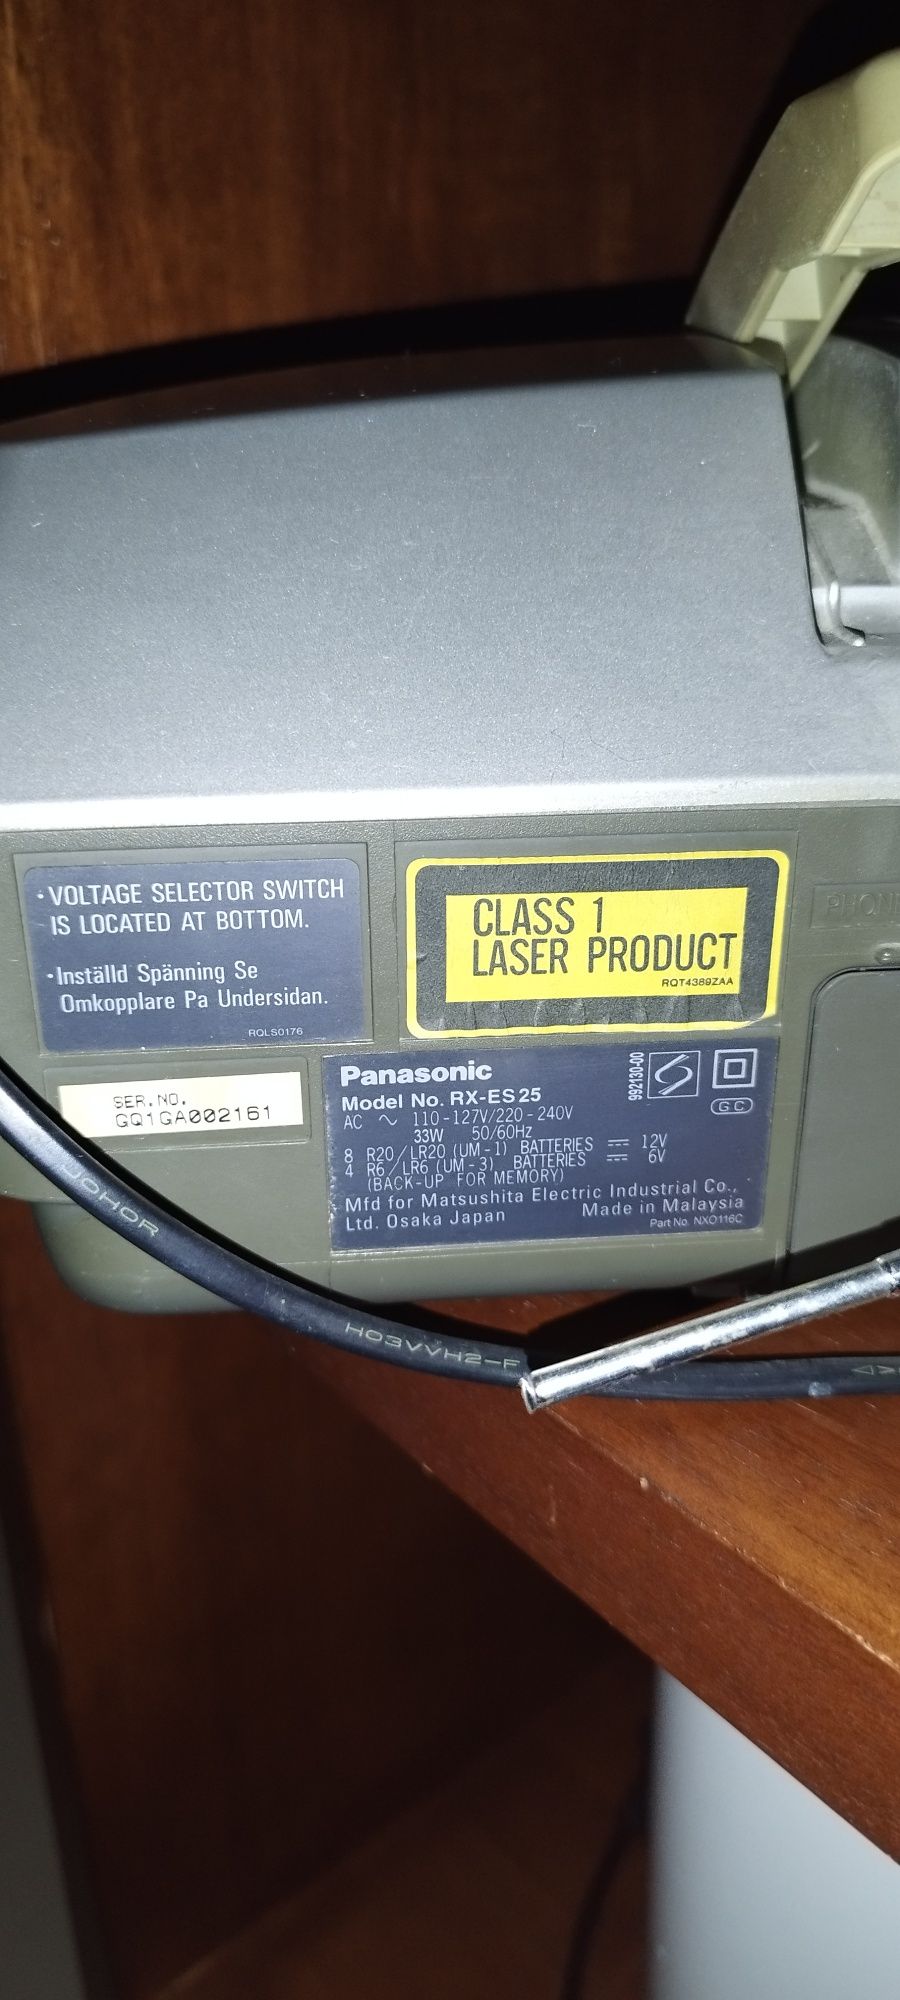 • VOLTAGE SELECTOR SWITCH
IS LOCATED AT BOTTOM.
• Inställd Spänning Se
Omkopplare Pa Undersidan.
RQLS0176
CLASS 1
LASER PRODUCT
RQT4389ZAA
PHON
SER.NO.
GQ1GA002161
Panasonic
Model No. RX-ES25
AC ~ 110-127V/220-240V
33W 50/60Hz
8 R20/LR20 (UM-1) BATTERIES ⎓ 12V
4 R6/LR6 (UM-3) BATTERIES ⎓ 6V
(BACK-UP FOR MEMORY)
Mfd for Matsushita Electric Industrial Co.,
Ltd. Osaka Japan Made in Malaysia
Part No. NXO116C
992130-00
S
GC
JOHOR
HO3VVH2-F